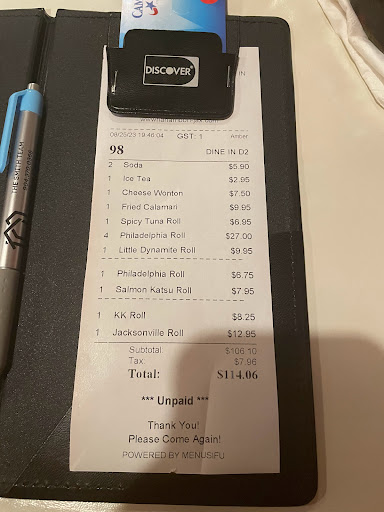 CAN
DISCOVER
IN
08/25/23 19:46:04 GST: 1 Amber
98 DINE IN D2
2 Soda $5.90
1 Ice Tea $2.95
1 Cheese Wonton $7.50
1 Fried Calamari $9.95
1 Spicy Tuna Roll $6.95
4 Philadelphia Roll $27.00
1 Little Dynamite Roll $9.95
1 Philadelphia Roll $6.75
1 Salmon Katsu Roll $7.95
1 KK Roll $8.25
1 Jacksonville Roll $12.95
Subtotal: $106.10
Tax: $7.96
Total: $114.06
*** Unpaid ***
Thank You!
Please Come Again!
POWERED BY MENUSIFU